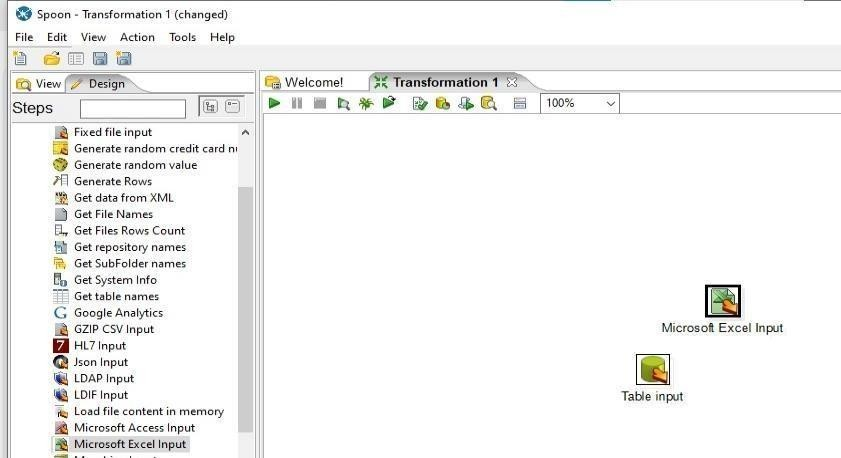 Spoon - Transformation 1 (changed)
File Edit View Action Tools Help
View Design
Welcome! Transformation 1
Steps
100%
Fixed file input
Generate random credit card nu
Generate random value
Generate Rows
Get data from XML
Get File Names
Get Files Rows Count
Get repository names
Get SubFolder names
Get System Info
Get table names
Google Analytics
GZIP CSV Input
HL7 Input
Json Input
LDAP Input
LDIF Input
Load file content in memory
Microsoft Access Input
Microsoft Excel Input
Microsoft Excel Input
Table input